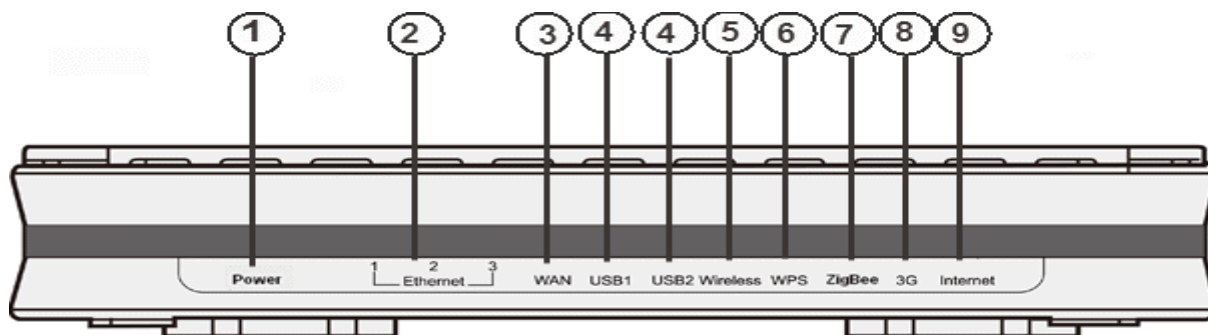 1 2 3 4 4 5 6 7 8 9
1 2 3
Power Ethernet WAN USB1 USB2 Wireless WPS ZigBee 3G Internet